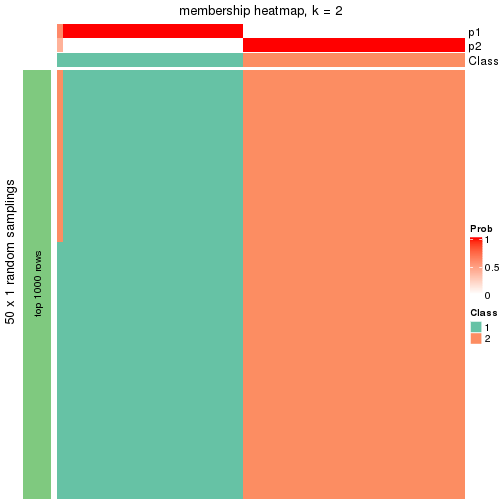 membership heatmap, k = 2
p1
p2
Class
50 x 1 random samplings
top 1000 rows
Prob
1
0.5
0
Class
1
2